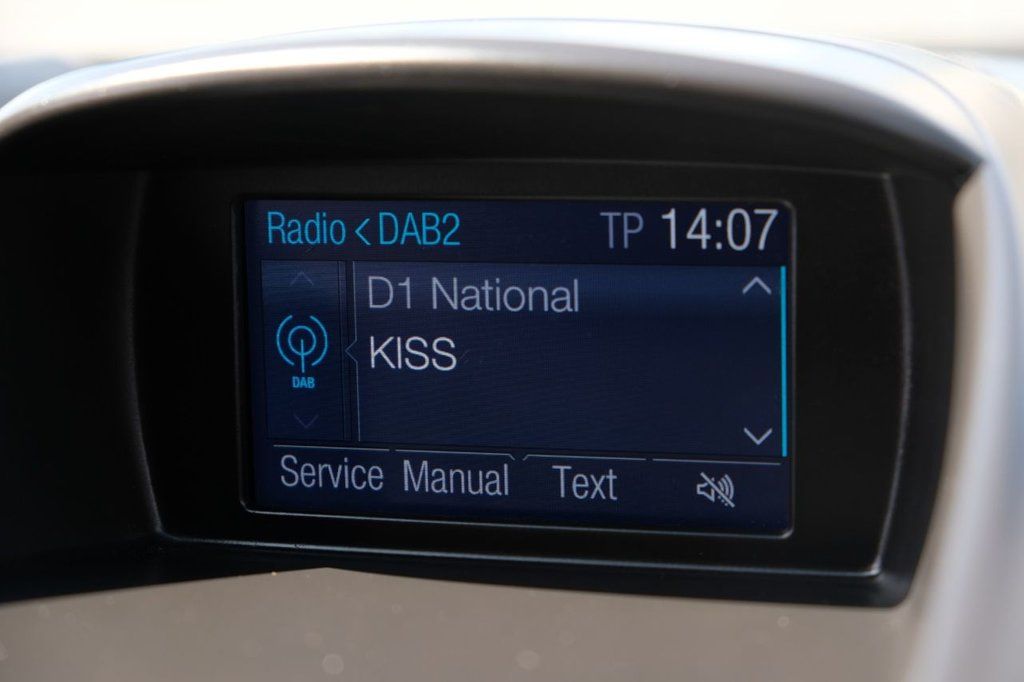 Radio < DAB2 TP 14:07
D1 National
KISS
DAB
Service Manual Text